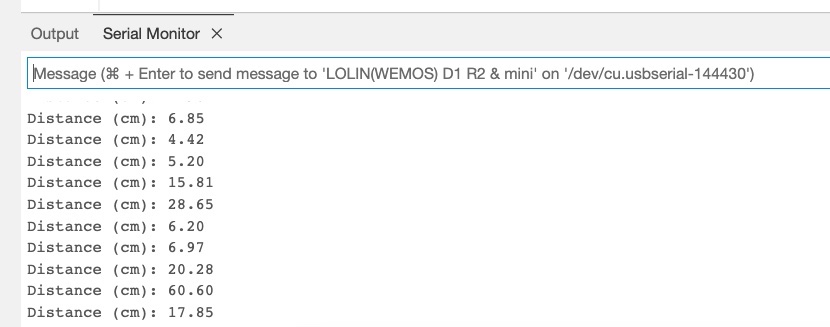 Output Serial Monitor ×
Message (⌘ + Enter to send message to 'LOLIN(WEMOS) D1 R2 & mini' on '/dev/cu.usbserial-144430')
Distance (cm): 6.85
Distance (cm): 4.42
Distance (cm): 5.20
Distance (cm): 15.81
Distance (cm): 28.65
Distance (cm): 6.20
Distance (cm): 6.97
Distance (cm): 20.28
Distance (cm): 60.60
Distance (cm): 17.85